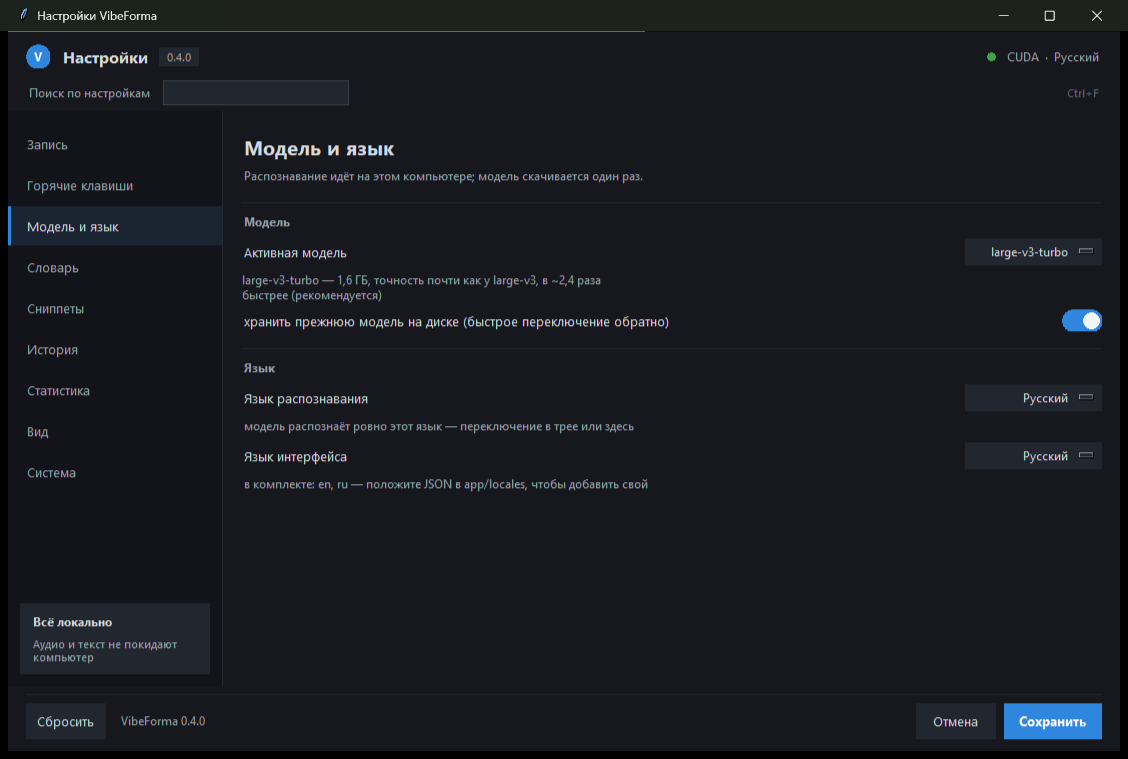 Настройки VibeForma
V Настройки 0.4.0 CUDA · Русский
Поиск по настройкам Ctrl+F
Запись
Горячие клавиши
Модель и язык
Словарь
Сниппеты
История
Статистика
Вид
Система
Всё локально
Аудио и текст не покидают
компьютер
Модель и язык
Распознавание идёт на этом компьютере; модель скачивается один раз.
Модель
Активная модель large-v3-turbo
large-v3-turbo — 1,6 ГБ, точность почти как у large-v3, в ~2,4 раза
быстрее (рекомендуется)
хранить прежнюю модель на диске (быстрое переключение обратно)
Язык
Язык распознавания Русский
модель распознаёт ровно этот язык — переключение в трее или здесь
Язык интерфейса Русский
в комплекте: en, ru — положите JSON в app/locales, чтобы добавить свой
Сбросить VibeForma 0.4.0 Отмена Сохранить